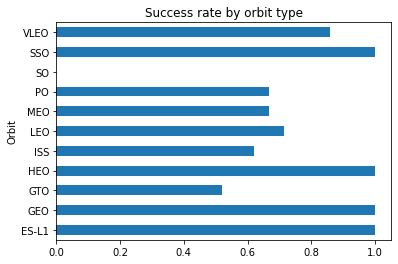 Success rate by orbit type
VLEO
SSO
SO
PO
MEO
LEO
ISS
HEO
GTO
GEO
ES-L1
Orbit
0.0 0.2 0.4 0.6 0.8 1.0